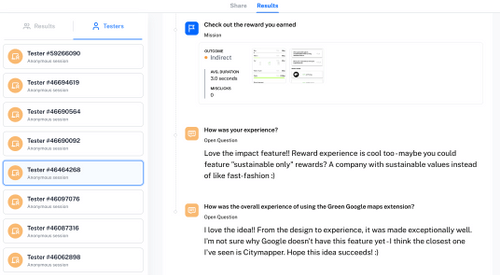 Share
Results
Results
Testers
Tester #59266090
Anonymous session
Tester #46694619
Anonymous session
Tester #46690564
Anonymous session
Tester #46690092
Anonymous session
Tester #46464268
Anonymous session
Tester #46097076
Anonymous session
Tester #46087316
Anonymous session
Tester #46062898
Anonymous session
Check out the reward you earned
Mission
OUTCOME
Indirect
AVG. DURATION
3.0 seconds
MISCLICKS
0
How was your experience?
Open Question
Love the impact feature!! Reward experience is cool too - maybe you could
feature "sustainable only" rewards? A company with sustainable values instead
of like fast-fashion :)
How was the overall experience of using the Green Google maps extension?
Open Question
I love the idea!! From the design to experience, it was made exceptionally well.
I'm not sure why Google doesn't have this feature yet - I think the closest one
I've seen is Citymapper. Hope this idea succeeds! :)